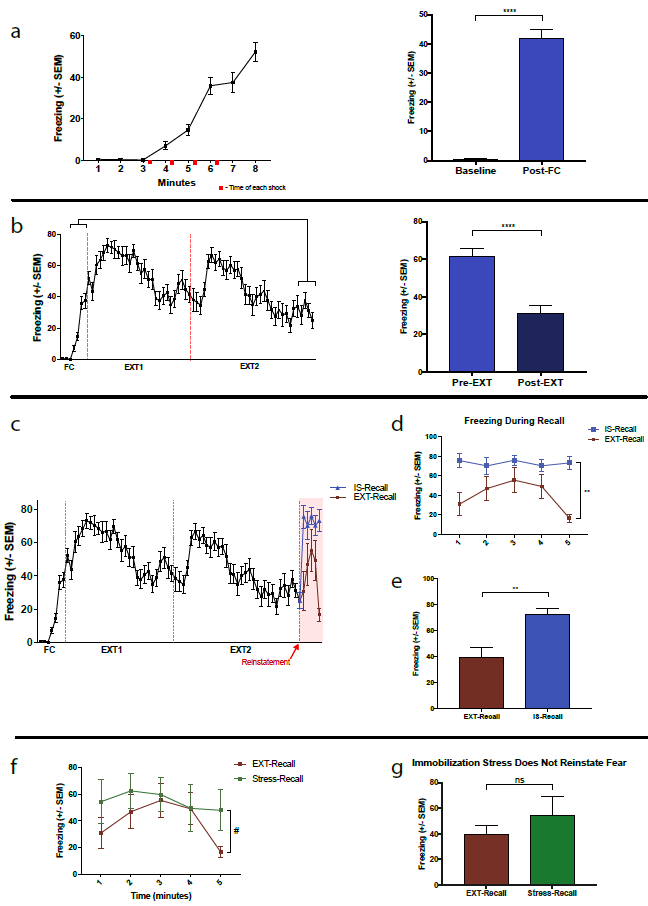 a
Freezing (+/- SEM)
60
40
20
0
1 2 3 4 5 6 7 8
Minutes
- Time of each shock
Freezing (+/- SEM)
50
40
30
20
10
0
****
Baseline Post-FC
b
Freezing (+/- SEM)
80
60
40
20
0
FC EXT1 EXT2
Freezing (+/- SEM)
80
60
40
20
0
****
Pre-EXT Post-EXT
c
IS-Recall
EXT-Recall
Freezing (+/- SEM)
80
60
40
20
0
FC EXT1 EXT2
Reinstatement
d
Freezing During Recall
IS-Recall
EXT-Recall
Freezing (+/- SEM)
100
80
60
40
20
0
1 2 3 4 5
**
e
Freezing (+/- SEM)
100
80
60
40
20
0
**
EXT-Recall IS-Recall
f
EXT-Recall
Stress-Recall
Freezing (+/- SEM)
80
60
40
20
0
1 2 3 4 5
#
Time (minutes)
g
Immobilization Stress Does Not Reinstate Fear
Freezing (+/- SEM)
80
60
40
20
0
ns
EXT-Recall Stress-Recall